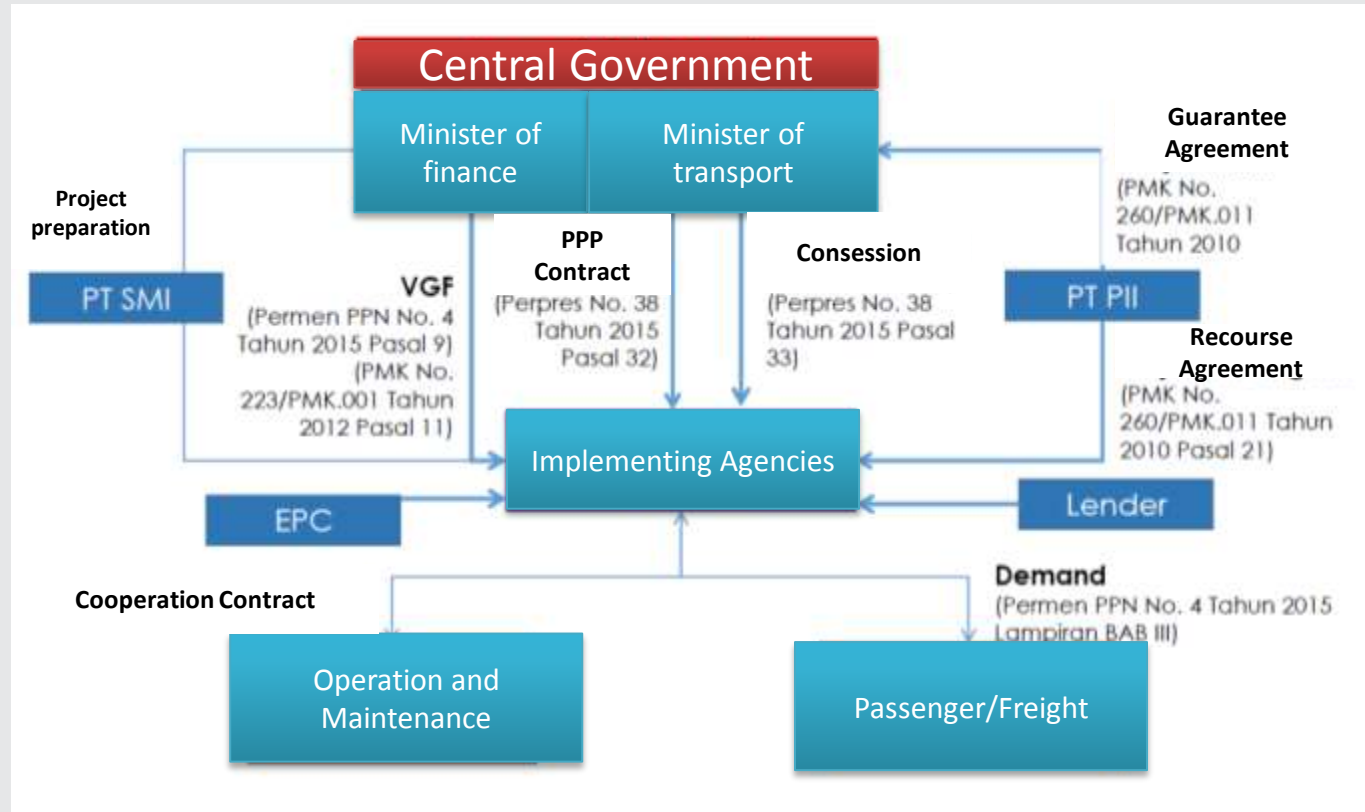 Central Government
Minister of
finance
Minister of
transport
Guarantee
Agreement
(PMK No.
260/PMK.011
Tahun 2010
Project
preparation
PT SMI
VGF
(Permen PPN No. 4
Tahun 2015 Pasal 9)
(PMK No.
223/PMK.001 Tahun
2012 Pasal 11)
PPP
Contract
(Perpres No. 38
Tahun 2015
Pasal 32)
Consession
(Perpres No. 38
Tahun 2015 Pasal
33)
PT PII
Recourse
Agreement
(PMK No.
260/PMK.011 Tahun
2010 Pasal 21)
Implementing Agencies
EPC
Lender
Cooperation Contract
Demand
(Permen PPN No. 4 Tahun 2015
Lampiran BAB III)
Operation and
Maintenance
Passenger/Freight